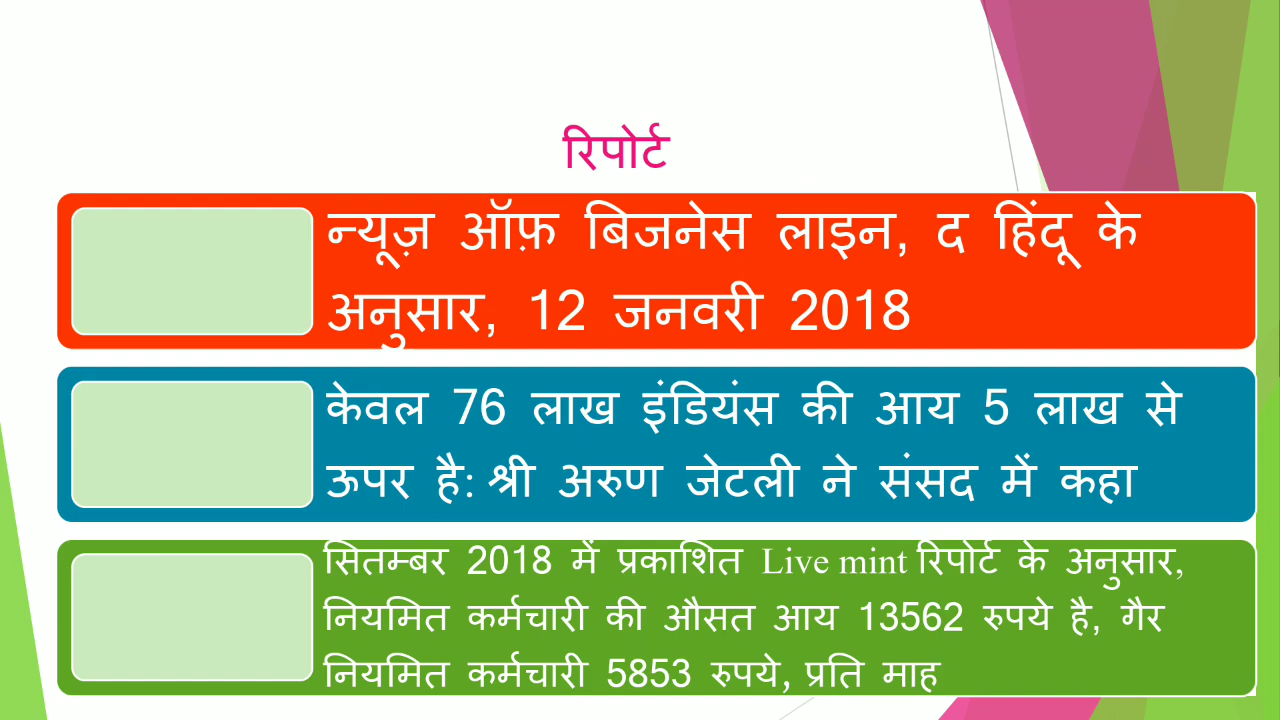 रिपोर्ट
न्यूज़ ऑफ़ बिजनेस लाइन, द हिंदू के
अनुसार, 12 जनवरी 2018
केवल 76 लाख इंडियंस की आय 5 लाख से
ऊपर है: श्री अरुण जेटली ने संसद में कहा
सितम्बर 2018 में प्रकाशित Live mint रिपोर्ट के अनुसार,
नियमित कर्मचारी की औसत आय 13562 रुपये है, गैर
नियमित कर्मचारी 5853 रुपये, प्रति माह